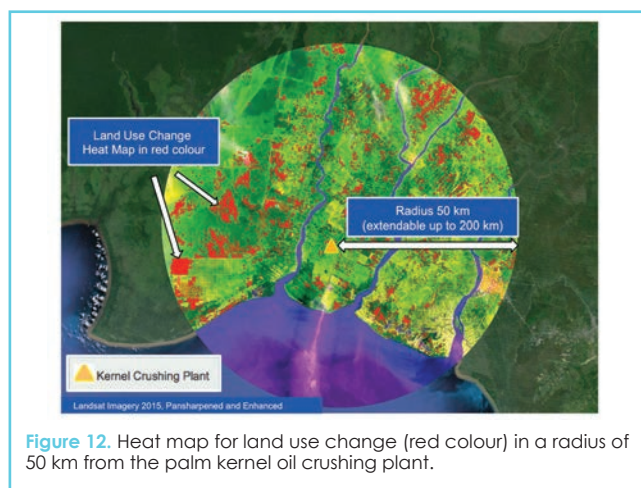 Land Use Change
Heat Map in red colour
Radius 50 km
(extendable up to 200 km)
Kernel Crushing Plant
Landsat Imagery 2015, Pansharpened and Enhanced
Figure 12. Heat map for land use change (red colour) in a radius of
50 km from the palm kernel oil crushing plant.